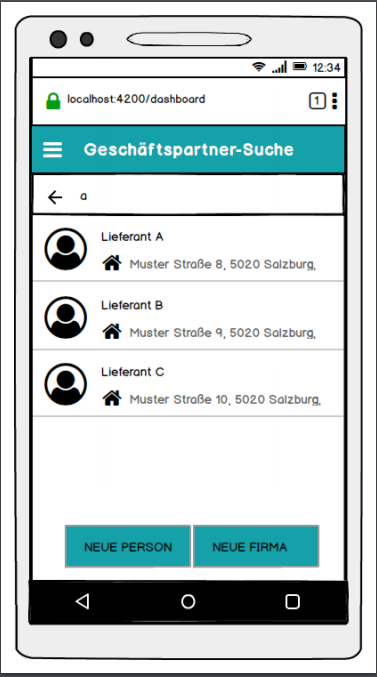 12:34
localhost:4200/dashboard
1
Geschäftspartner-Suche
a
Lieferant A
Muster Straße 8, 5020 Salzburg,
Lieferant B
Muster Straße 9, 5020 Salzburg,
Lieferant C
Muster Straße 10, 5020 Salzburg,
NEUE PERSON NEUE FIRMA